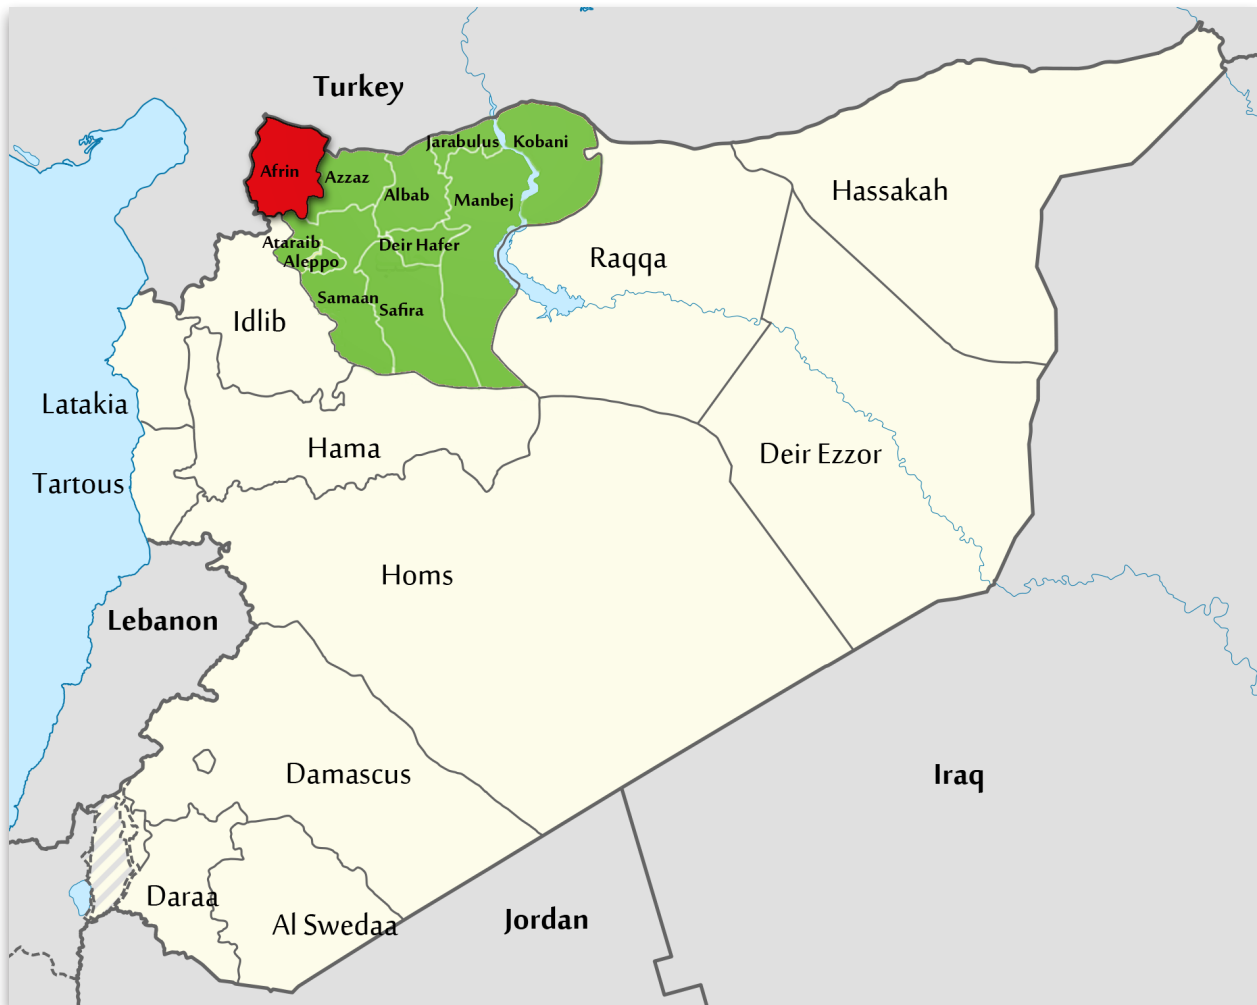 Turkey
Jarabulus
Kobani
Afrin
Azzaz
Albab
Manbej
Hassakah
Ataraib
Deir Hafer
Aleppo
Raqqa
Samaan
Safira
Idlib
Latakia
Hama
Deir Ezzor
Tartous
Homs
Lebanon
Damascus
Iraq
Daraa
Al Swedaa
Jordan